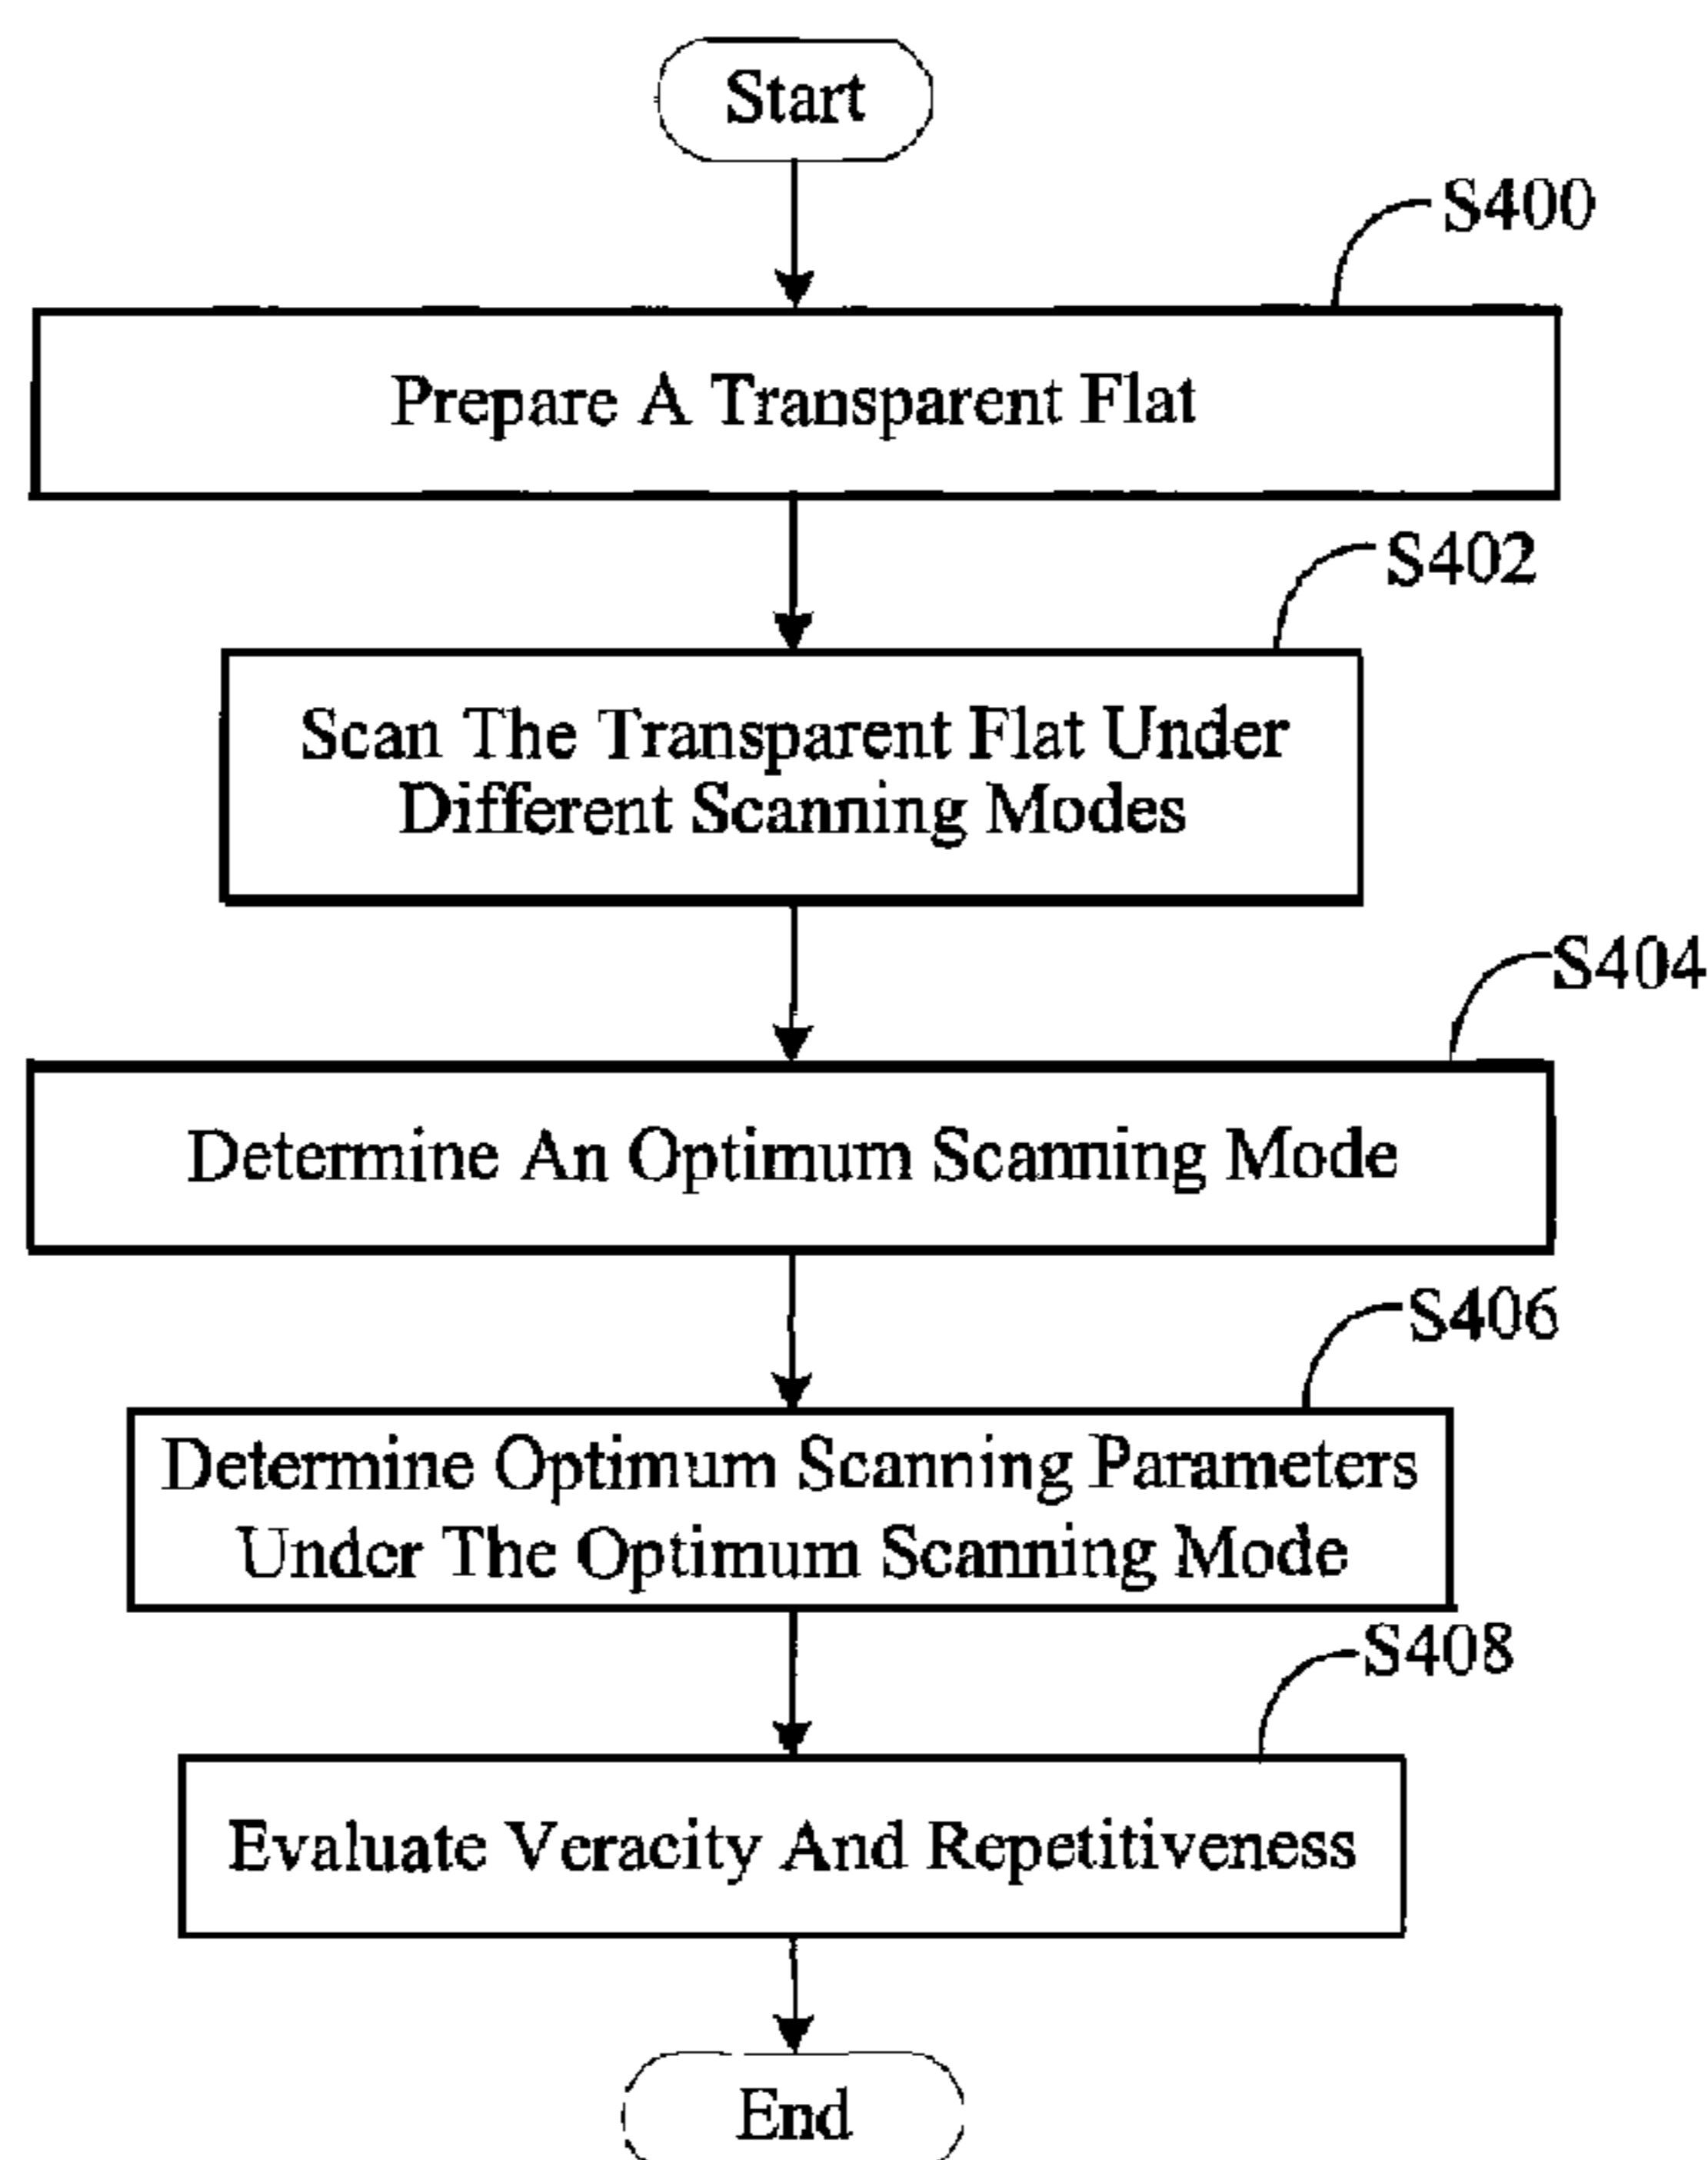 Start
S400
Prepare A Transparent Flat
S402
Scan The Transparent Flat Under
Different Scanning Modes
S404
Determine An Optimum Scanning Mode
S406
Determine Optimum Scanning Parameters
Under The Optimum Scanning Mode
S408
Evaluate Veracity And Repetitiveness
End